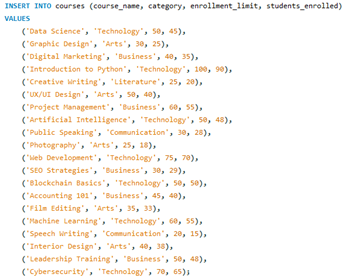 INSERT INTO courses (course_name, category, enrollment_limit, students_enrolled)
VALUES
('Data Science', 'Technology', 50, 45),
('Graphic Design', 'Arts', 30, 25),
('Digital Marketing', 'Business', 40, 35),
('Introduction to Python', 'Technology', 100, 90),
('Creative Writing', 'Literature', 25, 20),
('UX/UI Design', 'Arts', 50, 40),
('Project Management', 'Business', 60, 55),
('Artificial Intelligence', 'Technology', 50, 48),
('Public Speaking', 'Communication', 30, 28),
('Photography', 'Arts', 25, 18),
('Web Development', 'Technology', 75, 70),
('SEO Strategies', 'Business', 30, 29),
('Blockchain Basics', 'Technology', 50, 50),
('Accounting 101', 'Business', 45, 40),
('Film Editing', 'Arts', 35, 33),
('Machine Learning', 'Technology', 60, 55),
('Speech Writing', 'Communication', 20, 15),
('Interior Design', 'Arts', 40, 38),
('Leadership Training', 'Business', 50, 48),
('Cybersecurity', 'Technology', 70, 65);